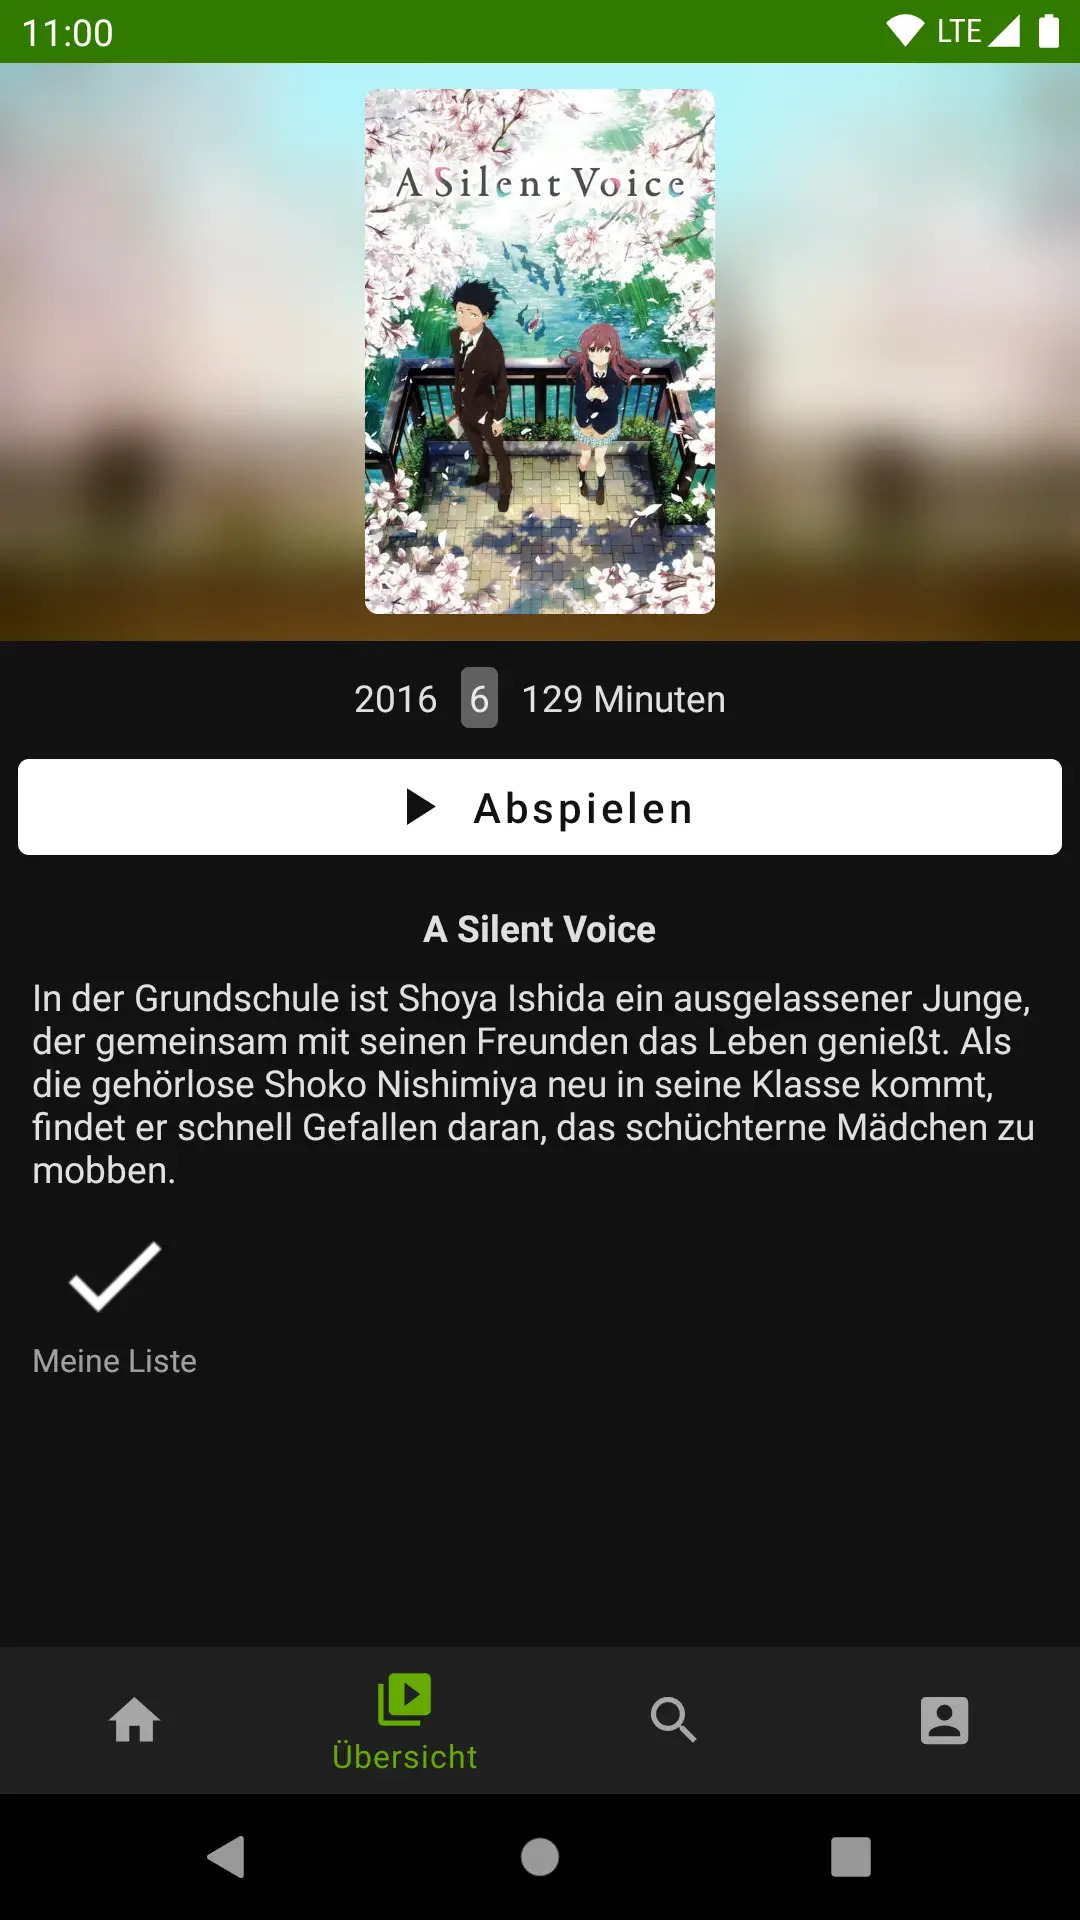 11:00 LTE
A Silent Voice
2016 6 129 Minuten
Abspielen
A Silent Voice
In der Grundschule ist Shoya Ishida ein ausgelassener Junge,
der gemeinsam mit seinen Freunden das Leben genießt. Als
die gehörlose Shoko Nishimiya neu in seine Klasse kommt,
findet er schnell Gefallen daran, das schüchterne Mädchen zu
mobben.
Meine Liste
Übersicht